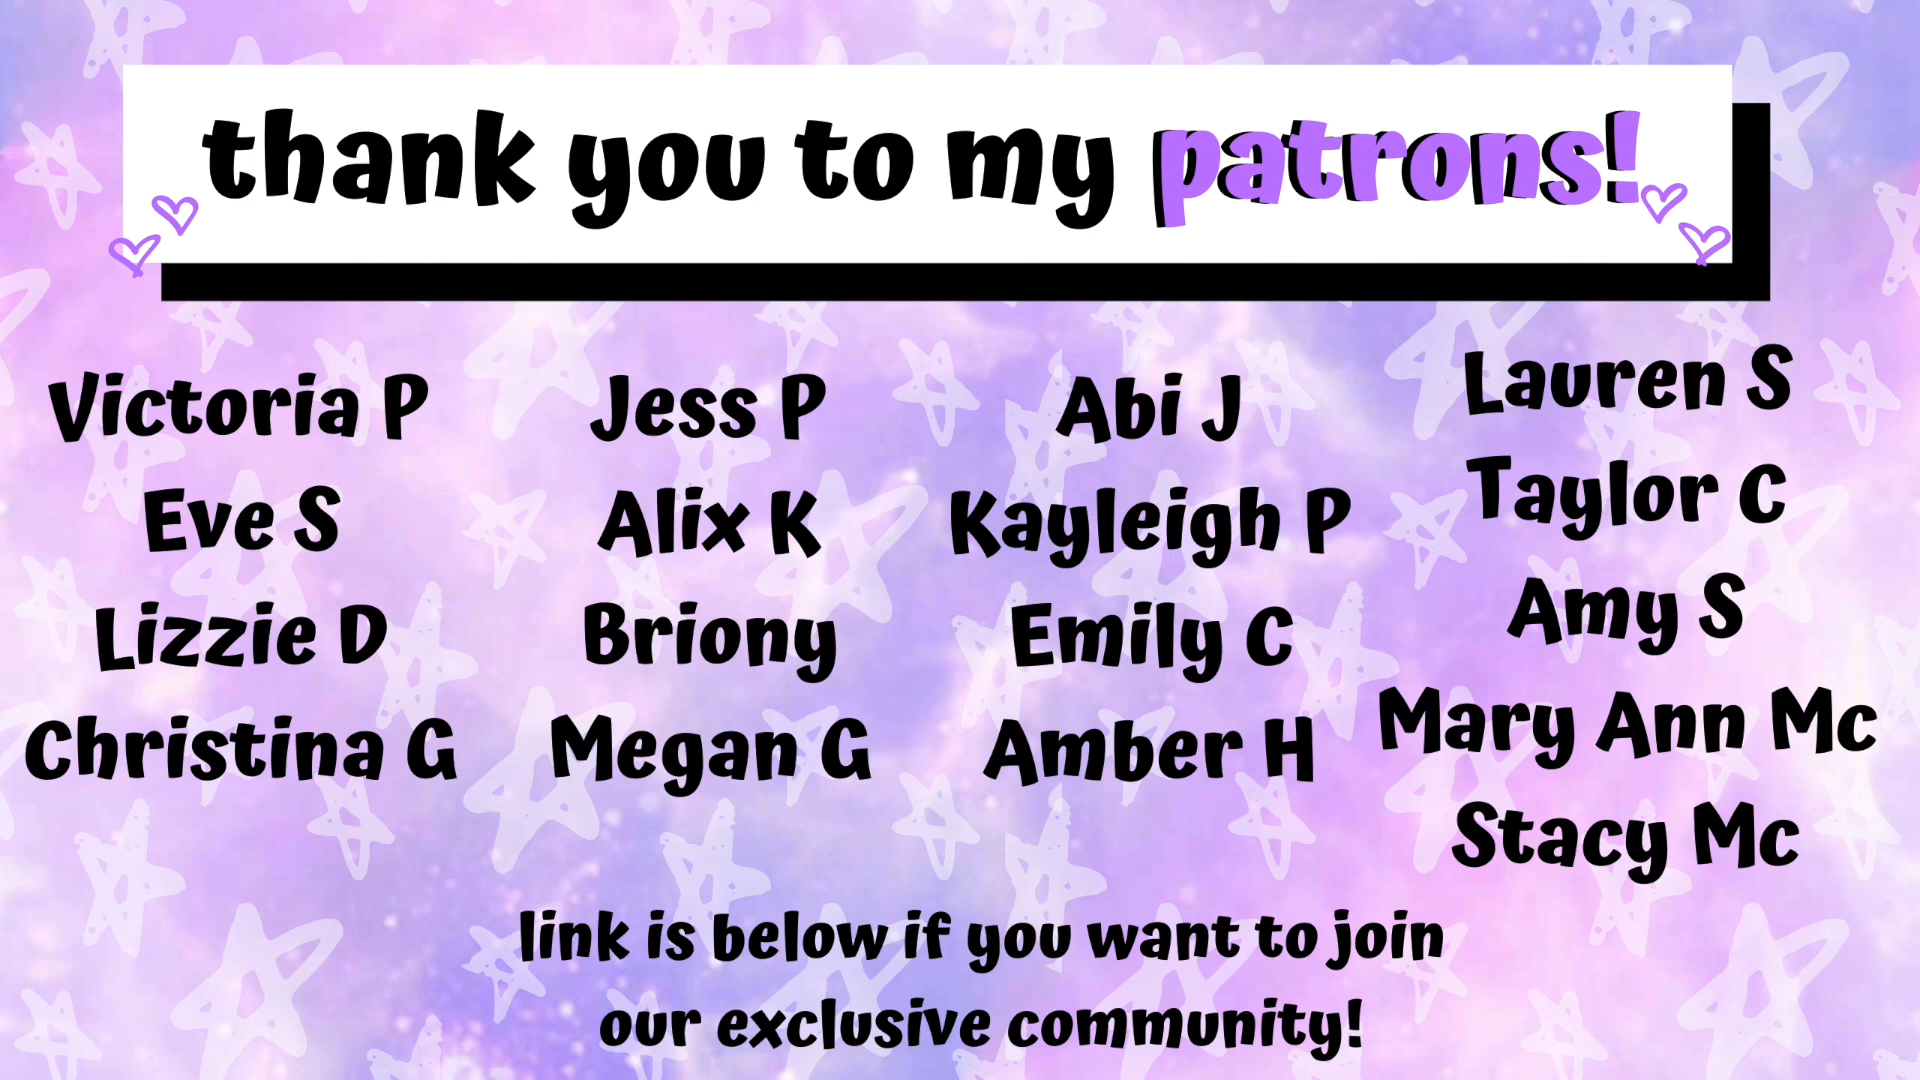 thank you to my patrons!
Victoria P
Eve S
Lizzie D
Christina G
Jess P
Alix K
Briony
Megan G
Abi J
Kayleigh P
Emily C
Amber H
Lauren S
Taylor C
Amy S
Mary Ann Mc
Stacy Mc
link is below if you want to join
our exclusive community!